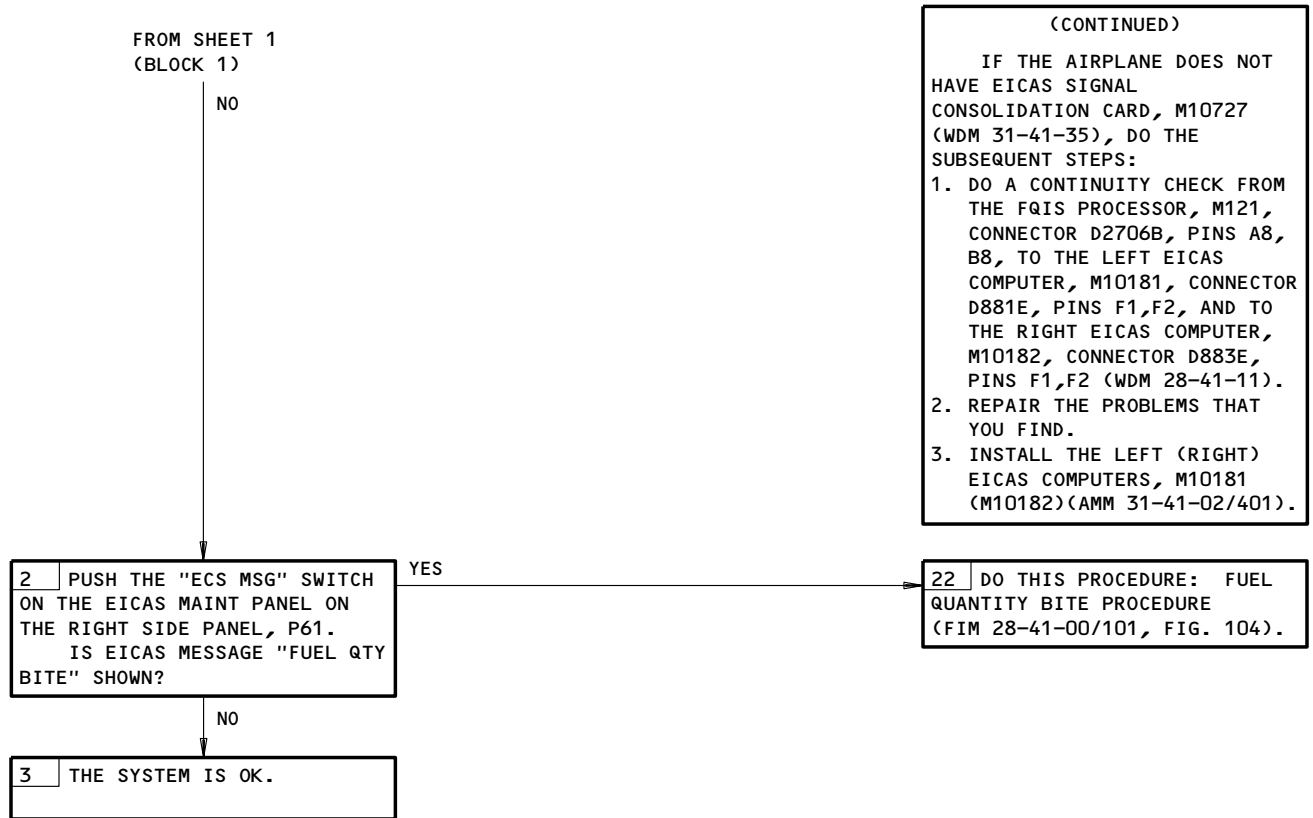 FROM SHEET 1
(BLOCK 1)
NO
(CONTINUED)
IF THE AIRPLANE DOES NOT
HAVE EICAS SIGNAL
CONSOLIDATION CARD, M10727
(WDM 31-41-35), DO THE
SUBSEQUENT STEPS:
1. DO A CONTINUITY CHECK FROM
THE FQIS PROCESSOR, M121,
CONNECTOR D2706B, PINS A8,
B8, TO THE LEFT EICAS
COMPUTER, M10181, CONNECTOR
D881E, PINS F1,F2, AND TO
THE RIGHT EICAS COMPUTER,
M10182, CONNECTOR D883E,
PINS F1,F2 (WDM 28-41-11).
2. REPAIR THE PROBLEMS THAT
YOU FIND.
3. INSTALL THE LEFT (RIGHT)
EICAS COMPUTERS, M10181
(M10182)(AMM 31-41-02/401).
2 PUSH THE "ECS MSG" SWITCH
ON THE EICAS MAINT PANEL ON
THE RIGHT SIDE PANEL, P61.
IS EICAS MESSAGE "FUEL QTY
BITE" SHOWN?
YES
22 DO THIS PROCEDURE: FUEL
QUANTITY BITE PROCEDURE
(FIM 28-41-00/101, FIG. 104).
NO
3 THE SYSTEM IS OK.